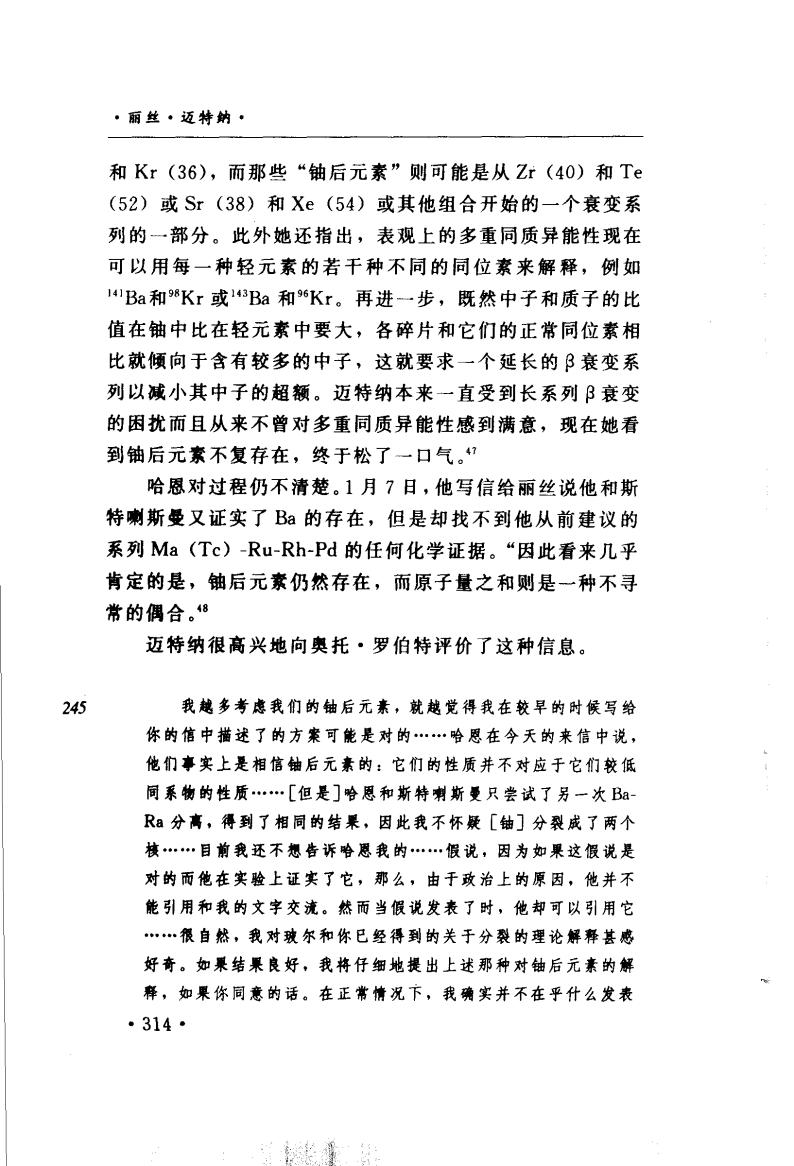 ·丽丝·迈特纳·
和 Kr（36），而那些“铀后元素”则可能是从 Zr（40）和 Te
（52）或 Sr（38）和 Xe（54）或其他组合开始的一个衰变系
列的一部分。此外她还指出，表观上的多重同质异能性现在
可以用每一种轻元素的若干种不同的同位素来解释，例如
¹⁴¹Ba和⁹⁸Kr 或¹⁴³Ba 和⁹⁶Kr。再进一步，既然中子和质子的比
值在铀中比在轻元素中要大，各碎片和它们的正常同位素相
比就倾向于含有较多的中子，这就要求一个延长的 β 衰变系
列以减小其中子的超额。迈特纳本来一直受到长系列 β 衰变
的困扰而且从来不曾对多重同质异能性感到满意，现在她看
到铀后元素不复存在，终于松了一口气。⁴⁷
哈恩对过程仍不清楚。1 月 7 日，他写信给丽丝说他和斯
特喇斯曼又证实了 Ba 的存在，但是却找不到他从前建议的
系列 Ma（Tc）-Ru-Rh-Pd 的任何化学证据。“因此看来几乎
肯定的是，铀后元素仍然存在，而原子量之和则是一种不寻
常的偶合。⁴⁸
迈特纳很高兴地向奥托·罗伯特评价了这种信息。
245 我越多考虑我们的铀后元素，就越觉得我在较早的时候写给
你的信中描述了的方案可能是对的……哈恩在今天的来信中说，
他们事实上是相信铀后元素的：它们的性质并不对应于它们较低
同系物的性质……[但是]哈恩和斯特喇斯曼只尝试了另一次 Ba-
Ra 分离，得到了相同的结果，因此我不怀疑［铀］分裂成了两个
核……目前我还不想告诉哈恩我的……假说，因为如果这假说是
对的而他在实验上证实了它，那么，由于政治上的原因，他并不
能引用和我的文字交流。然而当假说发表了时，他却可以引用它
……很自然，我对玻尔和你已经得到的关于分裂的理论解释甚感
好奇。如果结果良好，我将仔细地提出上述那种对铀后元素的解
释，如果你同意的话。在正常情况下，我确实并不在乎什么发表
·314·